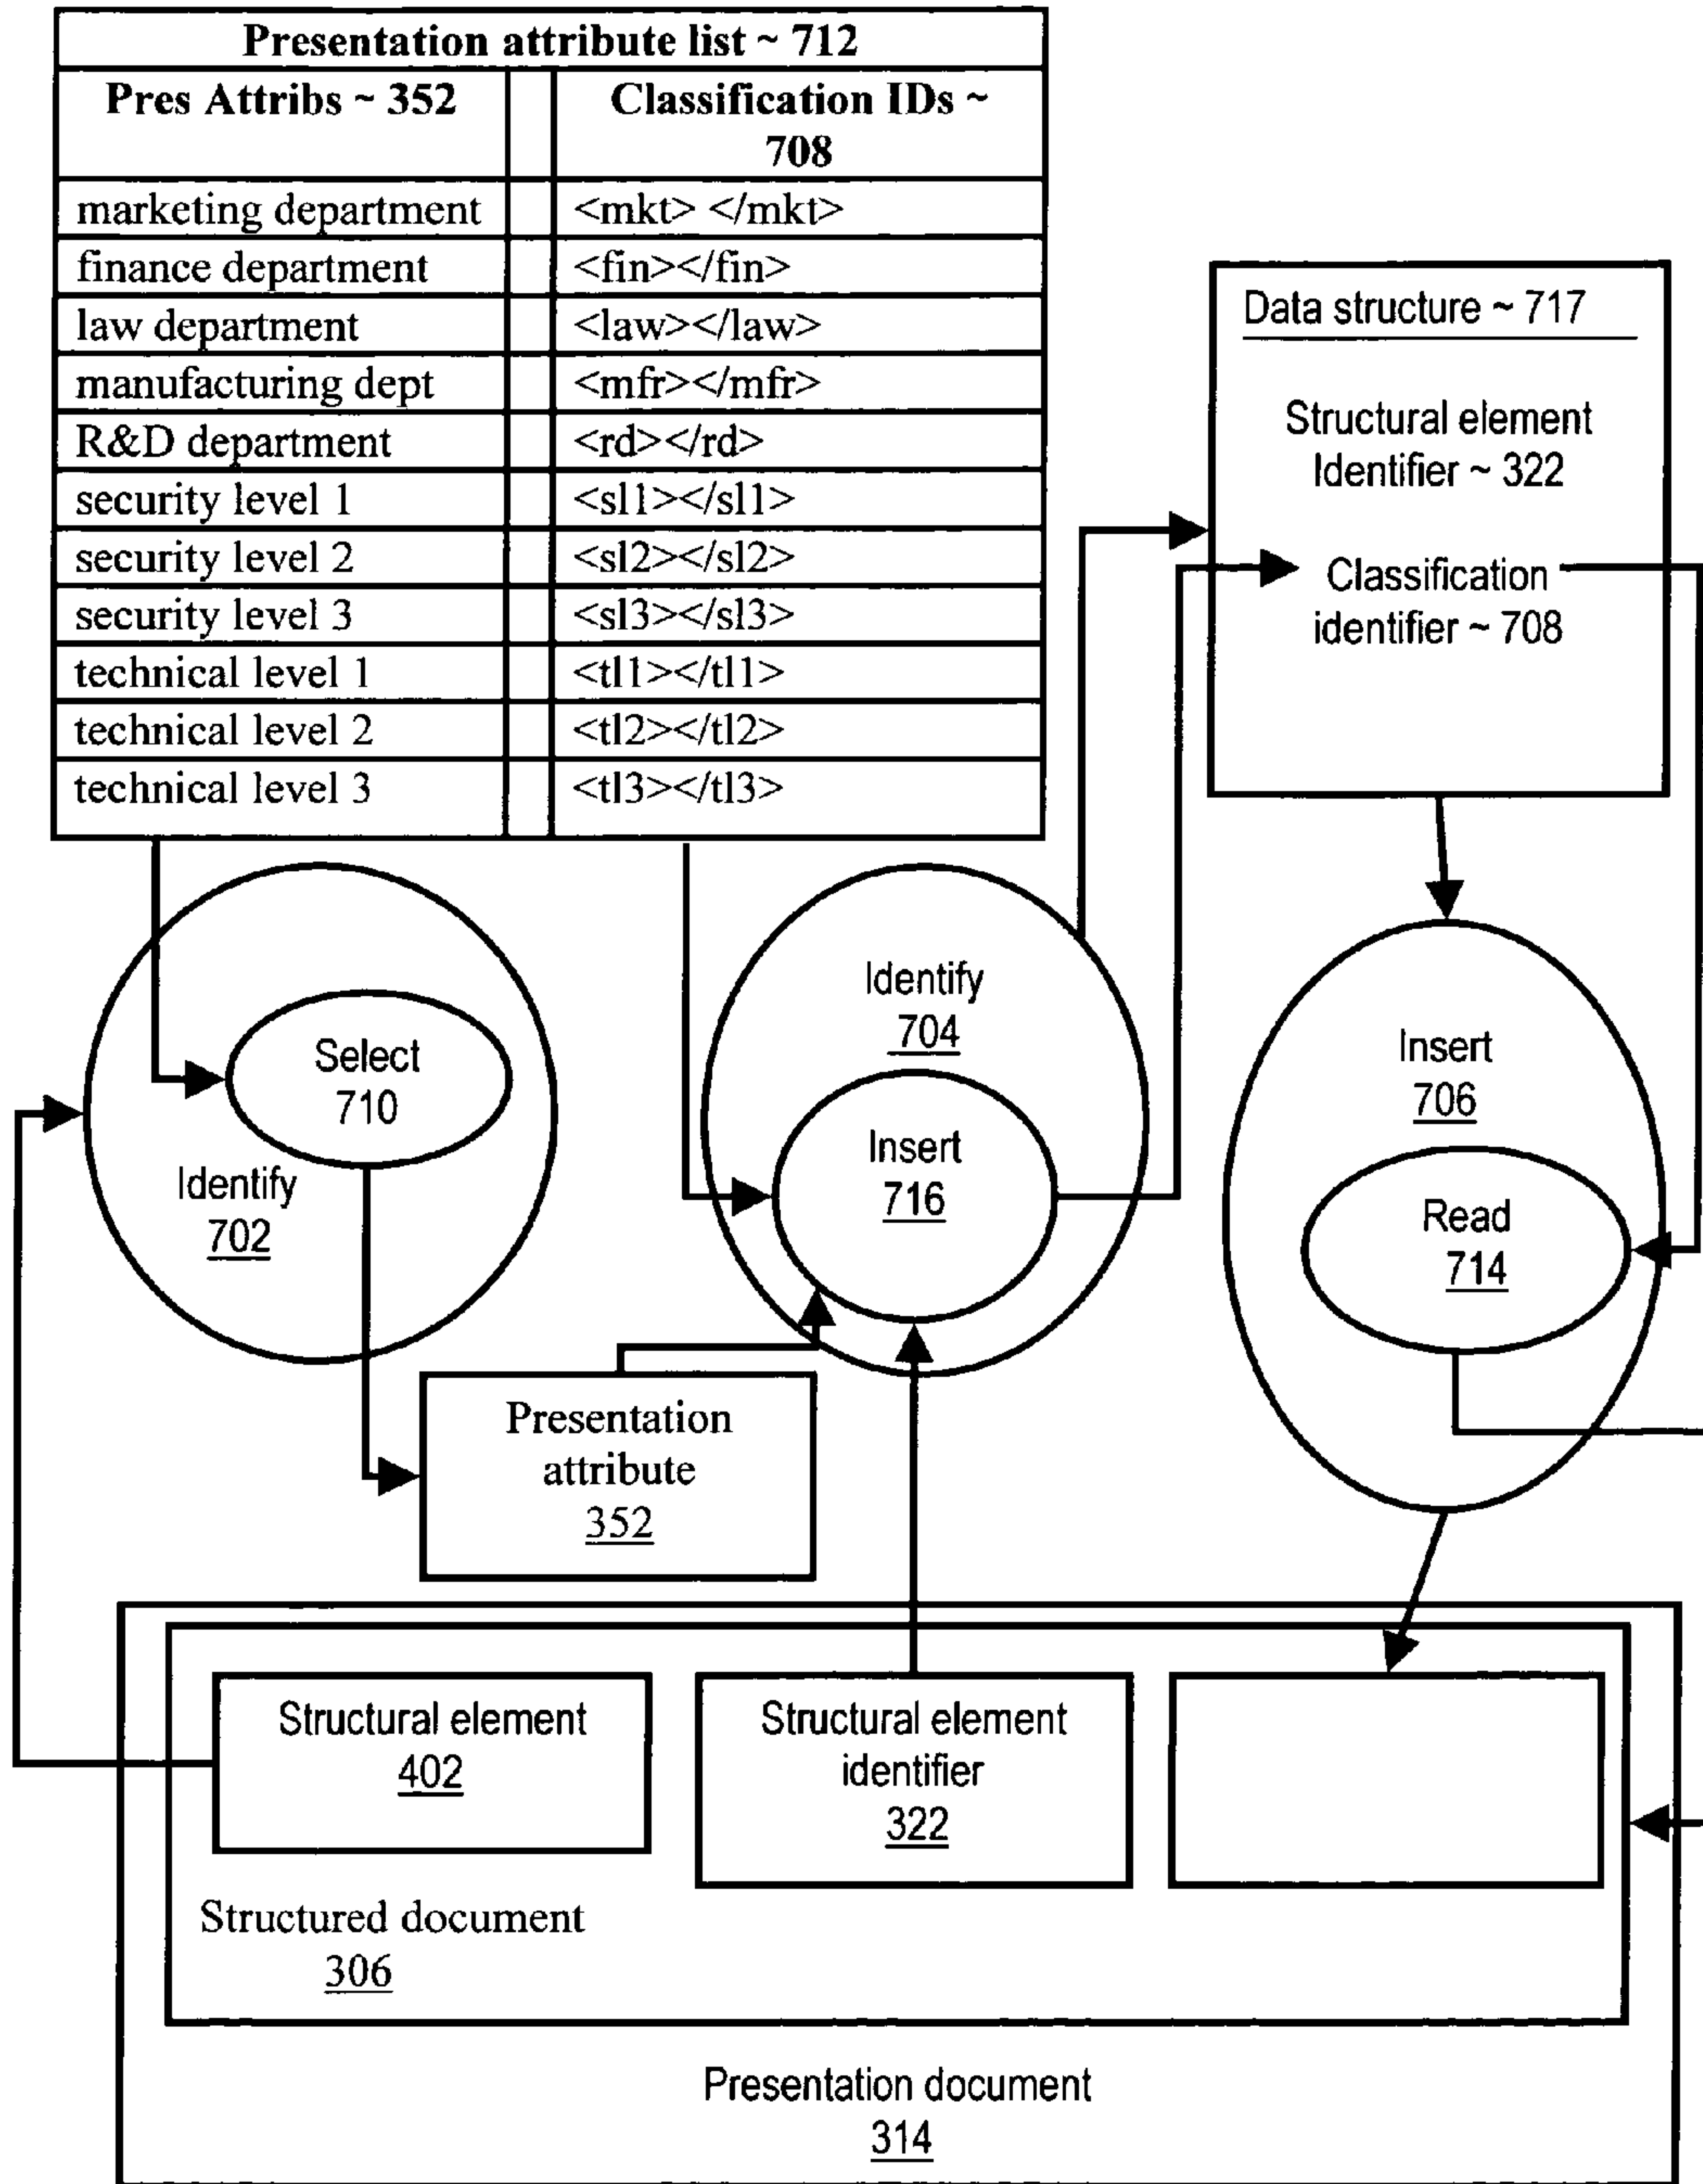 Presentation attribute list ~ 712
Pres Attribs ~ 352 Classification IDs ~
708
marketing department <mkt> </mkt>
finance department <fin></fin>
law department <law></law>
manufacturing dept <mfr></mfr>
R&D department <rd></rd>
security level 1 <sl1></sl1>
security level 2 <sl2></sl2>
security level 3 <sl3></sl3>
technical level 1 <tl1></tl1>
technical level 2 <tl2></tl2>
technical level 3 <tl3></tl3>
Data structure ~ 717
Structural element
Identifier ~ 322
Classification
identifier ~ 708
Select
710
Identify
702
Identify
704
Insert
716
Insert
706
Read
714
Presentation
attribute
352
Structural element
402
Structural element
identifier
322
Structured document
306
Presentation document
314